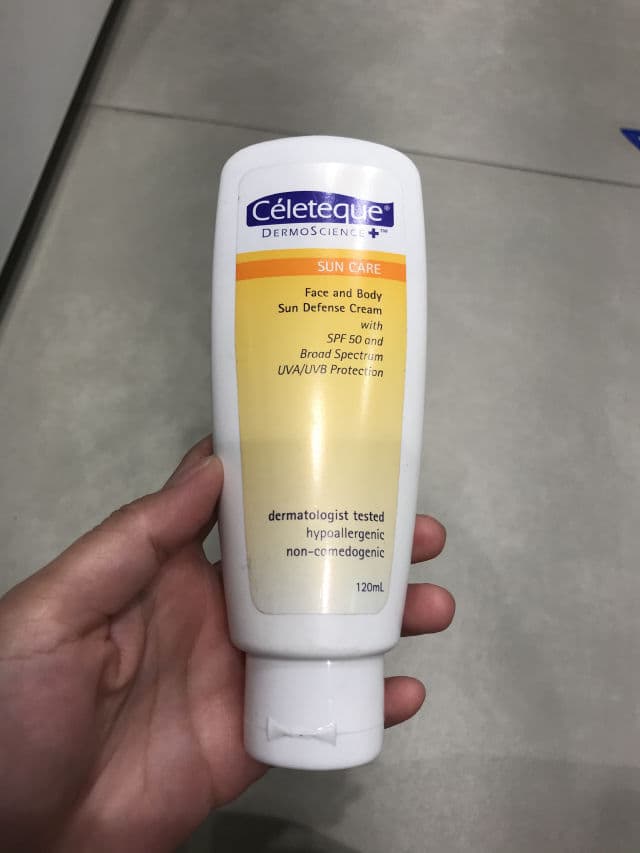 Céleteque®
DERMOSCIENCE+™
SUN CARE
Face and Body
Sun Defense Cream
with
SPF 50 and
Broad Spectrum
UVA/UVB Protection
dermatologist tested
hypoallergenic
non-comedogenic
120mL